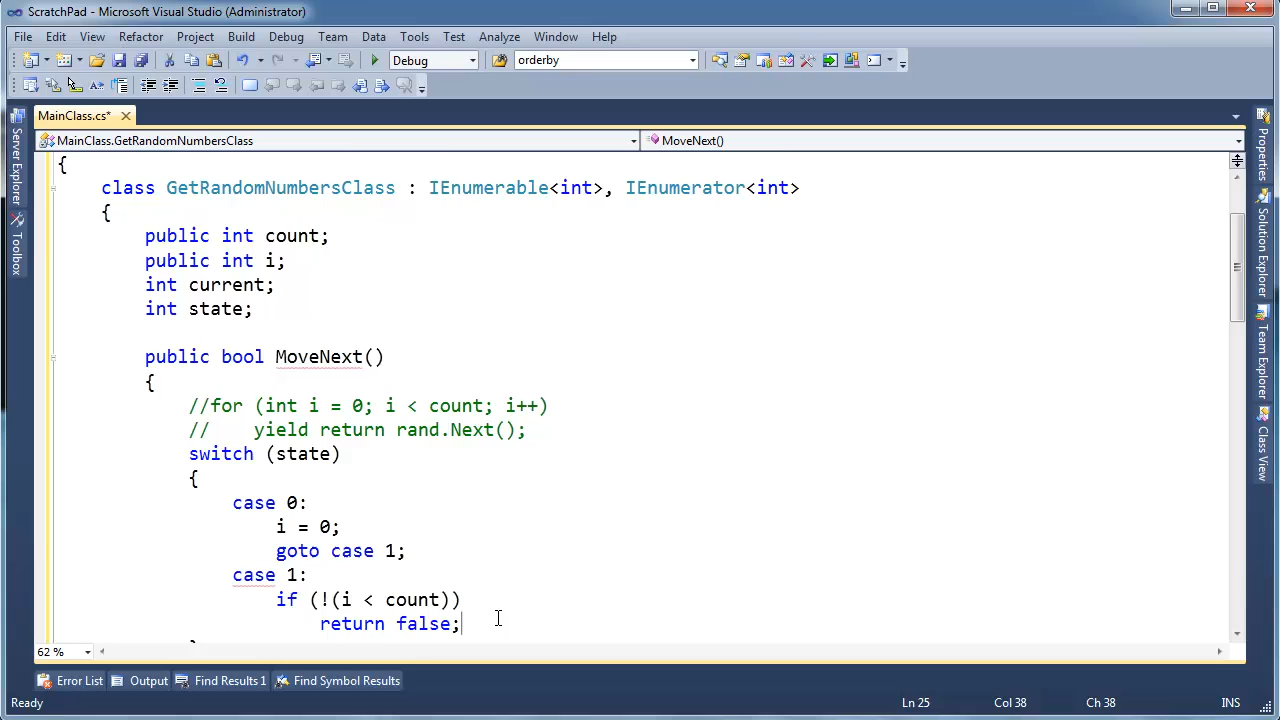 ScratchPad - Microsoft Visual Studio (Administrator)
File Edit View Refactor Project Build Debug Team Data Tools Test Analyze Window Help
Debug orderby
MainClass.cs*
MainClass.GetRandomNumbersClass MoveNext()
{
class GetRandomNumbersClass : IEnumerable<int>, IEnumerator<int>
{
public int count;
public int i;
int current;
int state;
public bool MoveNext()
{
//for (int i = 0; i < count; i++)
// yield return rand.Next();
switch (state)
{
case 0:
i = 0;
goto case 1;
case 1:
if (!(i < count))
return false;
62 %
Error List Output Find Results 1 Find Symbol Results
Ready Ln 25 Col 38 Ch 38 INS
Server Explorer
Toolbox
Properties
Solution Explorer
Team Explorer
Class View